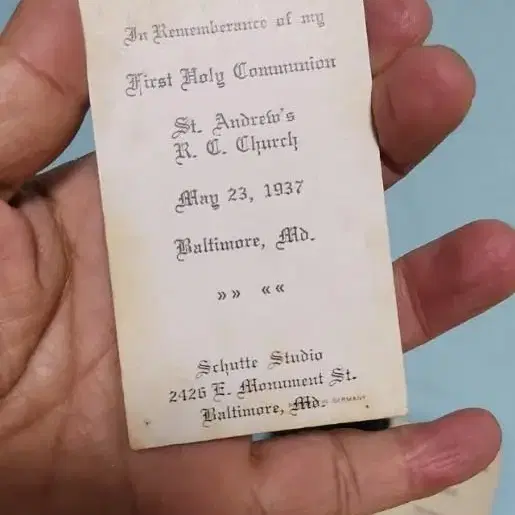 In Rememberance of my
First Holy Communion
St. Andrew's
R. C. Church
May 23, 1937
Baltimore, Md.
»» ««
Schutte Studio
2426 E. Monument St.
Baltimore, Md.
GERMANY